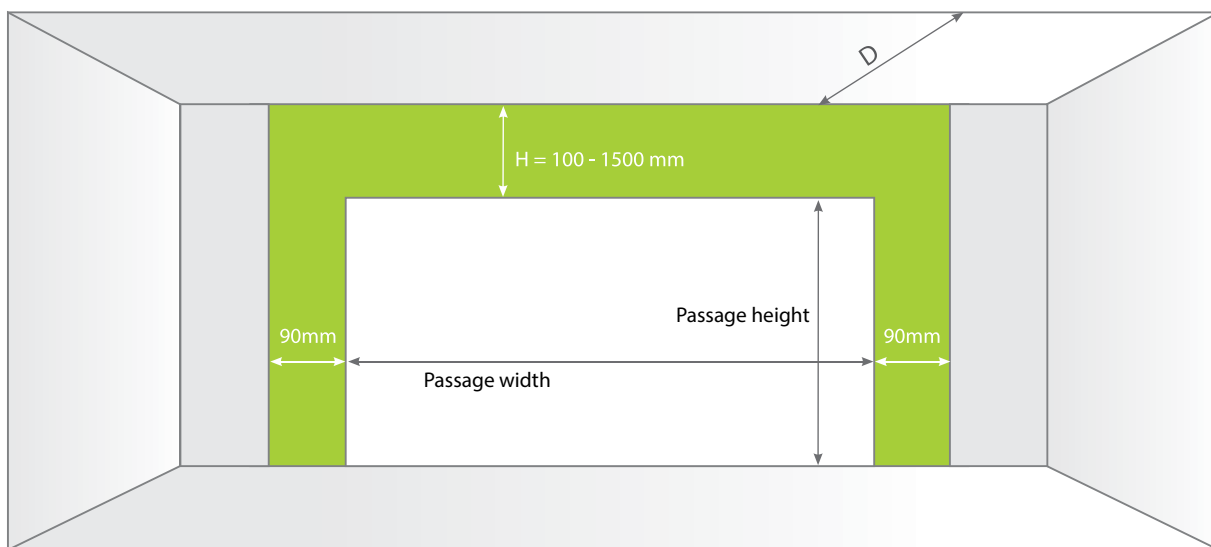 D
H = 100 - 1500 mm
Passage height
90mm
90mm
Passage width